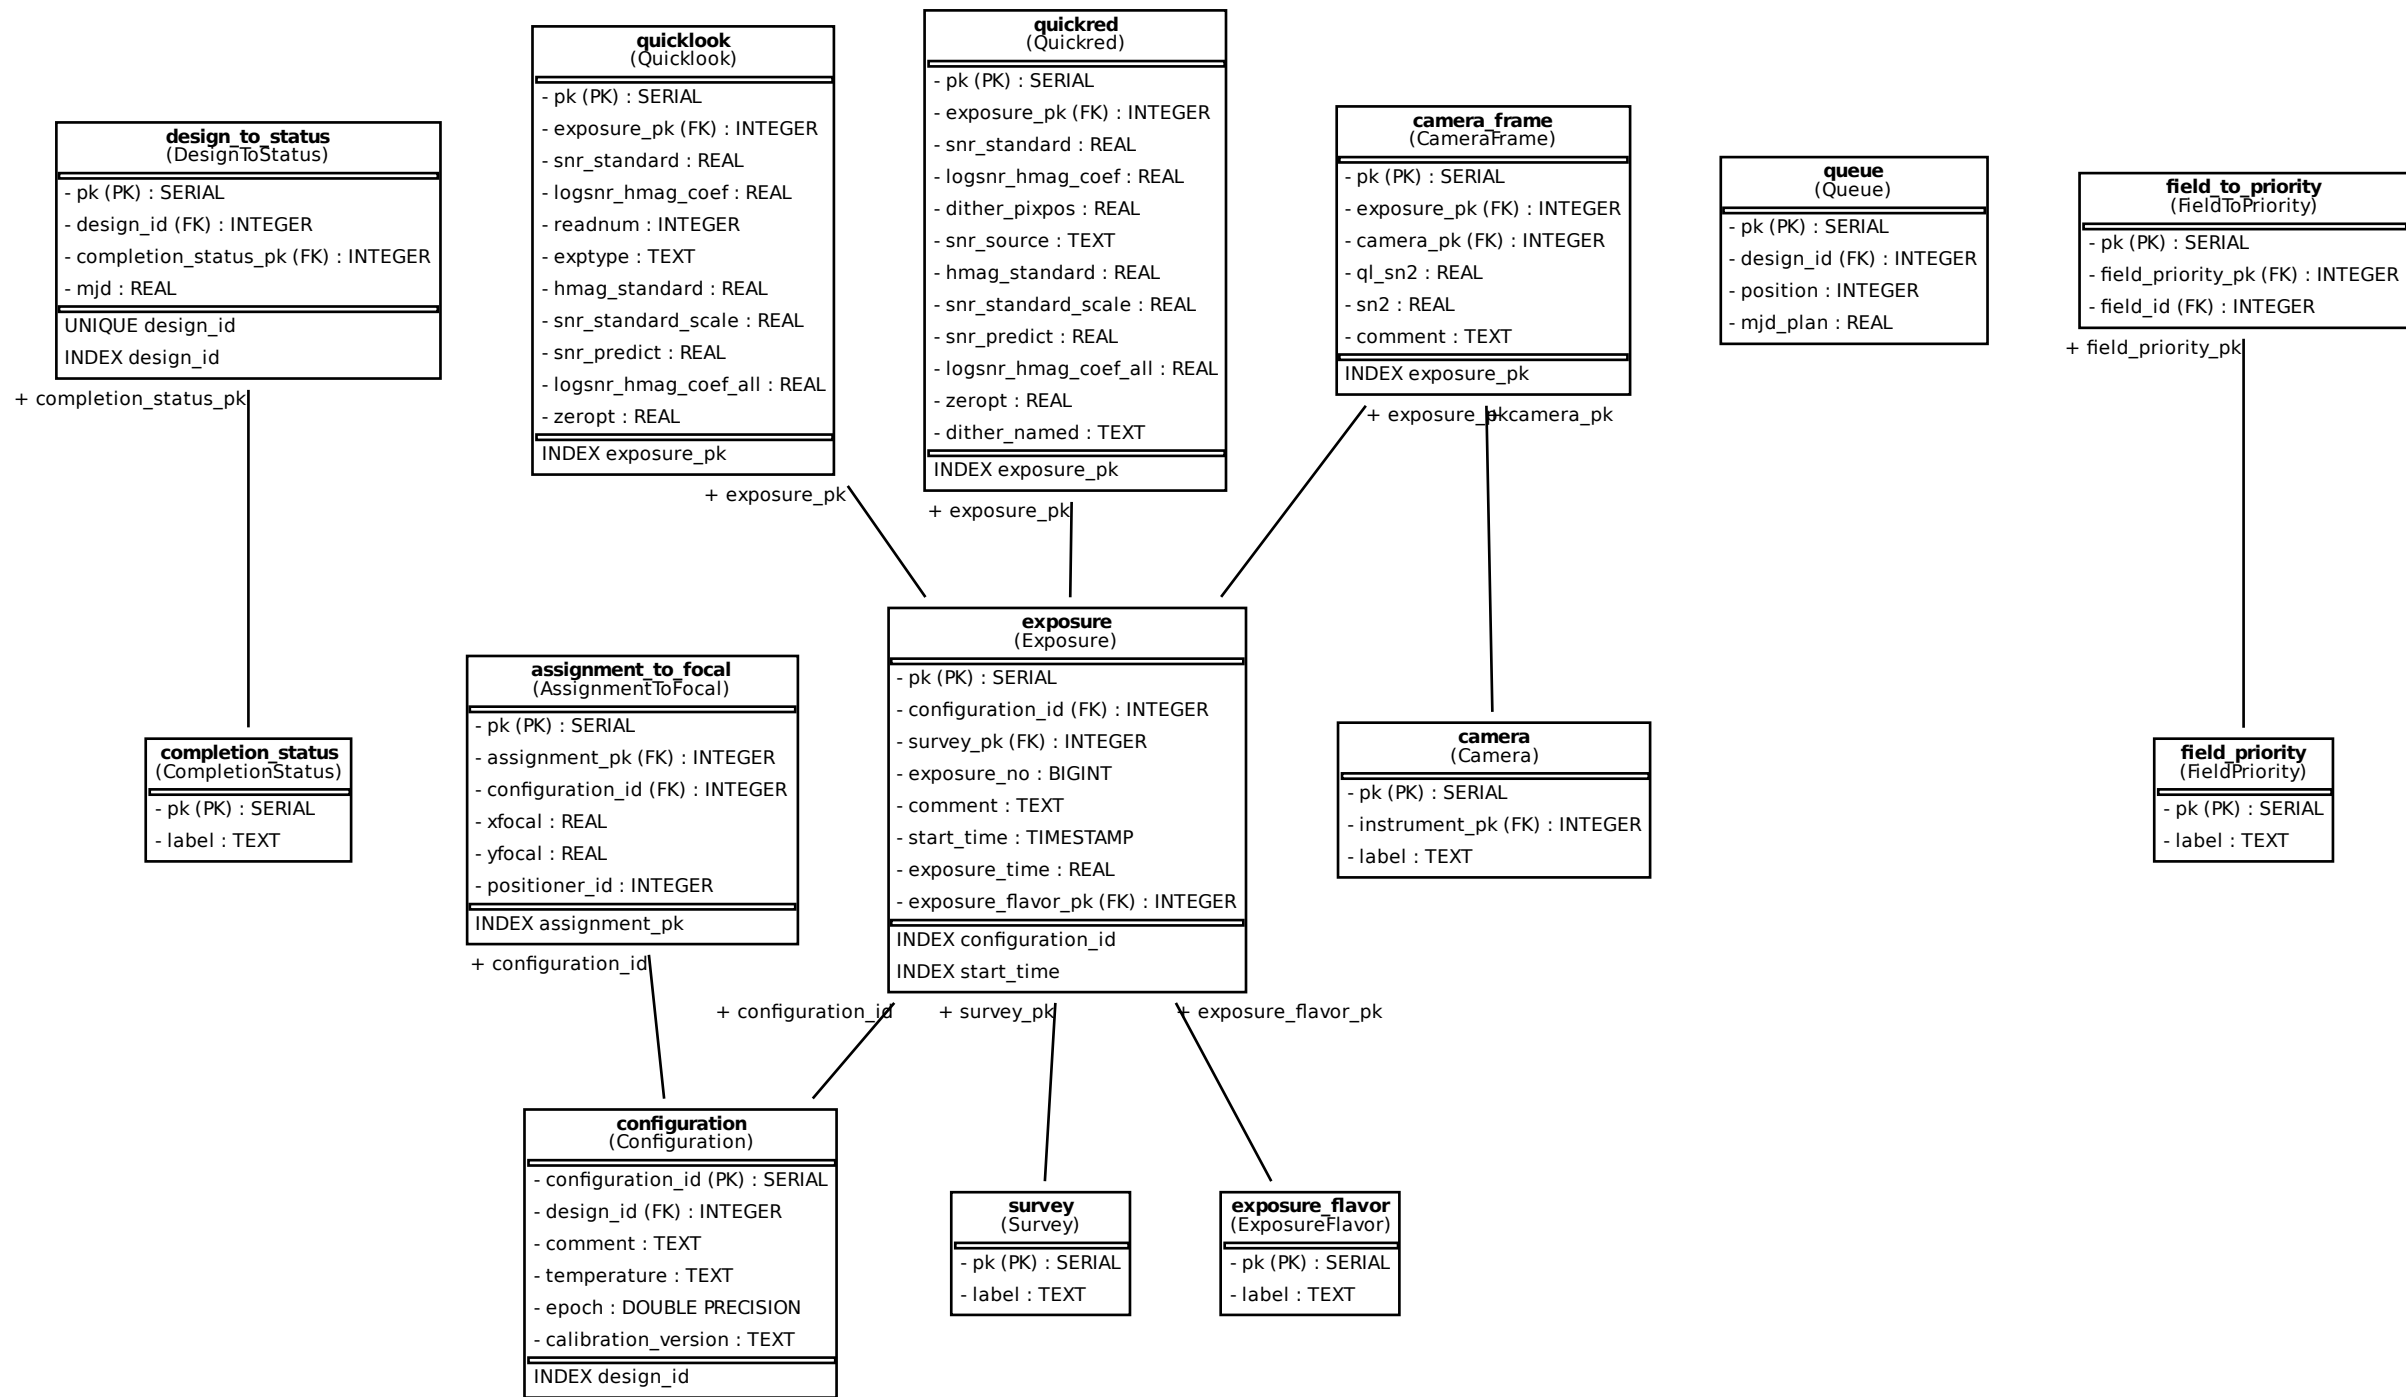 quicklook
(Quicklook)
- pk (PK) : SERIAL
- exposure_pk (FK) : INTEGER
- snr_standard : REAL
- logsnr_hmag_coef : REAL
- readnum : INTEGER
- exptype : TEXT
- hmag_standard : REAL
- snr_standard_scale : REAL
- snr_predict : REAL
- logsnr_hmag_coef_all : REAL
- zeropt : REAL
INDEX exposure_pk
+ exposure_pk
quickred
(Quickred)
- pk (PK) : SERIAL
- exposure_pk (FK) : INTEGER
- snr_standard : REAL
- logsnr_hmag_coef : REAL
- dither_pixpos : REAL
- snr_source : TEXT
- hmag_standard : REAL
- snr_standard_scale : REAL
- snr_predict : REAL
- logsnr_hmag_coef_all : REAL
- zeropt : REAL
- dither_named : TEXT
INDEX exposure_pk
+ exposure_pk
design_to_status
(DesignToStatus)
- pk (PK) : SERIAL
- design_id (FK) : INTEGER
- completion_status_pk (FK) : INTEGER
- mjd : REAL
UNIQUE design_id
INDEX design_id
+ completion_status_pk
camera_frame
(CameraFrame)
- pk (PK) : SERIAL
- exposure_pk (FK) : INTEGER
- camera_pk (FK) : INTEGER
- ql_sn2 : REAL
- sn2 : REAL
- comment : TEXT
INDEX exposure_pk
+ exposure_pk
+ camera_pk
queue
(Queue)
- pk (PK) : SERIAL
- design_id (FK) : INTEGER
- position : INTEGER
- mjd_plan : REAL
field_to_priority
(FieldToPriority)
- pk (PK) : SERIAL
- field_priority_pk (FK) : INTEGER
- field_id (FK) : INTEGER
+ field_priority_pk
completion_status
(CompletionStatus)
- pk (PK) : SERIAL
- label : TEXT
assignment_to_focal
(AssignmentToFocal)
- pk (PK) : SERIAL
- assignment_pk (FK) : INTEGER
- configuration_id (FK) : INTEGER
- xfocal : REAL
- yfocal : REAL
- positioner_id : INTEGER
INDEX assignment_pk
+ configuration_id
exposure
(Exposure)
- pk (PK) : SERIAL
- configuration_id (FK) : INTEGER
- survey_pk (FK) : INTEGER
- exposure_no : BIGINT
- comment : TEXT
- start_time : TIMESTAMP
- exposure_time : REAL
- exposure_flavor_pk (FK) : INTEGER
INDEX configuration_id
INDEX start_time
+ configuration_id
+ survey_pk
+ exposure_flavor_pk
camera
(Camera)
- pk (PK) : SERIAL
- instrument_pk (FK) : INTEGER
- label : TEXT
field_priority
(FieldPriority)
- pk (PK) : SERIAL
- label : TEXT
configuration
(Configuration)
- configuration_id (PK) : SERIAL
- design_id (FK) : INTEGER
- comment : TEXT
- temperature : TEXT
- epoch : DOUBLE PRECISION
- calibration_version : TEXT
INDEX design_id
survey
(Survey)
- pk (PK) : SERIAL
- label : TEXT
exposure_flavor
(ExposureFlavor)
- pk (PK) : SERIAL
- label : TEXT